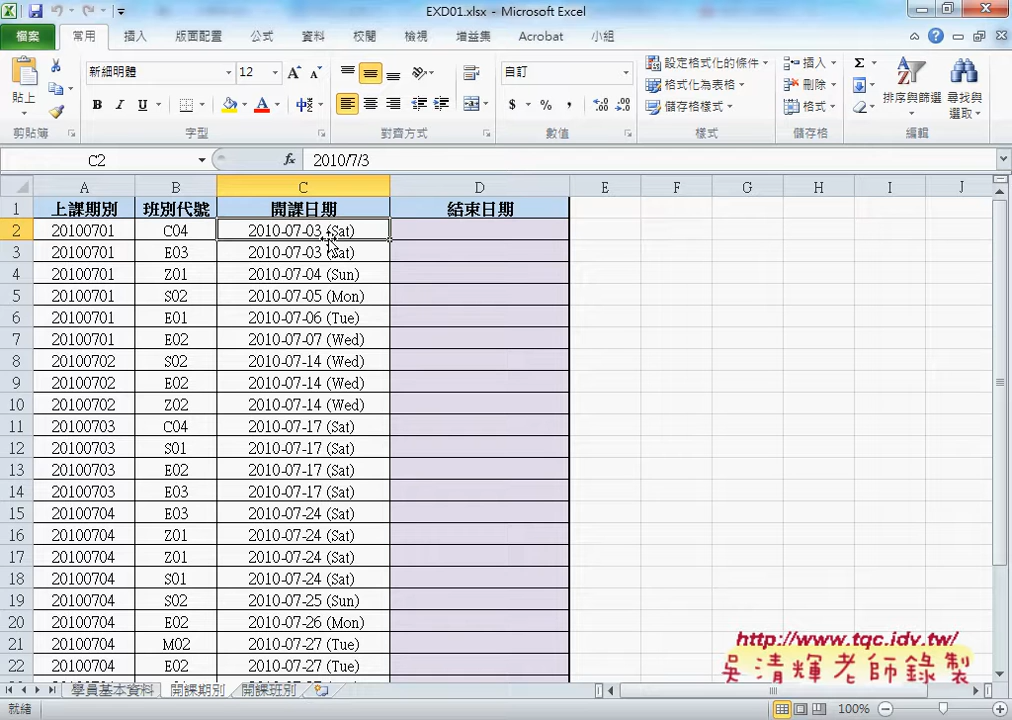 EXD01.xlsx - Microsoft Excel
檔案 常用 插入 版面配置 公式 資料 校閱 檢視 增益集 Acrobat 小組
新細明體 12 自訂 設定格式化的條件 插入
格式化為表格 刪除
貼上 B I U 中 $ % , 儲存格樣式 格式 排序與篩選 尋找與選取
剪貼簿 字型 對齊方式 數值 樣式 儲存格 編輯
C2 fx 2010/7/3
A B C D E F G H I J
1 上課期別 班別代號 開課日期 結束日期
2 20100701 C04 2010-07-03 (Sat)
3 20100701 E03 2010-07-03 (Sat)
4 20100701 Z01 2010-07-04 (Sun)
5 20100701 S02 2010-07-05 (Mon)
6 20100701 E01 2010-07-06 (Tue)
7 20100701 E02 2010-07-07 (Wed)
8 20100702 S02 2010-07-14 (Wed)
9 20100702 E02 2010-07-14 (Wed)
10 20100702 Z02 2010-07-14 (Wed)
11 20100703 C04 2010-07-17 (Sat)
12 20100703 S01 2010-07-17 (Sat)
13 20100703 E02 2010-07-17 (Sat)
14 20100703 E03 2010-07-17 (Sat)
15 20100704 E03 2010-07-24 (Sat)
16 20100704 Z01 2010-07-24 (Sat)
17 20100704 Z01 2010-07-24 (Sat)
18 20100704 S01 2010-07-24 (Sat)
19 20100704 S02 2010-07-25 (Sun)
20 20100704 E02 2010-07-26 (Mon)
21 20100704 M02 2010-07-27 (Tue)
22 20100704 E02 2010-07-27 (Tue)
http://www.tqc.idv.tw/
吳清輝老師錄製
學員基本資料 開課期別 開課班別
就緒 100%